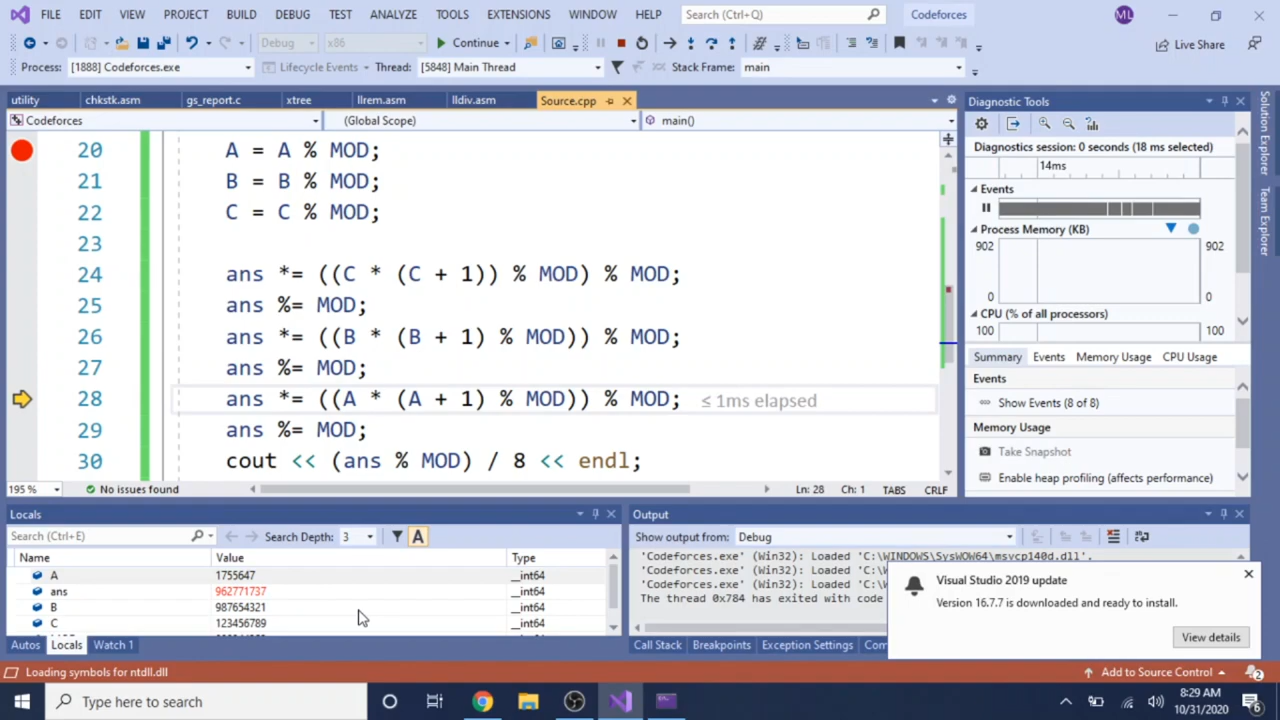 FILE EDIT VIEW PROJECT BUILD DEBUG TEST ANALYZE TOOLS EXTENSIONS WINDOW HELP Search (Ctrl+Q) Codeforces ML
Debug x86 Continue Live Share
Process: [1888] Codeforces.exe Lifecycle Events Thread: [5848] Main Thread Stack Frame: main
utility chkstk.asm gs_report.c xtree llrem.asm lldiv.asm Source.cpp
Codeforces (Global Scope) main()
20 A = A % MOD;
21 B = B % MOD;
22 C = C % MOD;
23
24 ans *= ((C * (C + 1)) % MOD) % MOD;
25 ans %= MOD;
26 ans *= ((B * (B + 1) % MOD)) % MOD;
27 ans %= MOD;
28 ans *= ((A * (A + 1) % MOD)) % MOD; ≤ 1ms elapsed
29 ans %= MOD;
30 cout << (ans % MOD) / 8 << endl;
195 % No issues found Ln: 28 Ch: 1 TABS CRLF
Diagnostic Tools
Diagnostics session: 0 seconds (18 ms selected)
14ms
Events
Process Memory (KB)
902 902
0 0
CPU (% of all processors)
100 100
Summary Events Memory Usage CPU Usage
Events
Show Events (8 of 8)
Memory Usage
Take Snapshot
Enable heap profiling (affects performance)
Solution Explorer
Team Explorer
Locals
Search (Ctrl+E) Search Depth: 3 A
Name Value Type
A 1755647 __int64
ans 962771737 __int64
B 987654321 __int64
C 123456789 __int64
Autos Locals Watch 1
Output
Show output from: Debug
'Codeforces.exe' (Win32): Loaded 'C:\WINDOWS\SysWOW64\msvcp140d.dll'.
'Codeforces.exe' (Win32): Loaded 'C
'Codeforces.exe' (Win32): Loaded 'C
The thread 0x784 has exited with code
Call Stack Breakpoints Exception Settings Com
Visual Studio 2019 update
Version 16.7.7 is downloaded and ready to install.
View details
Loading symbols for ntdll.dll Add to Source Control 2
Type here to search 8:29 AM
10/31/2020 6